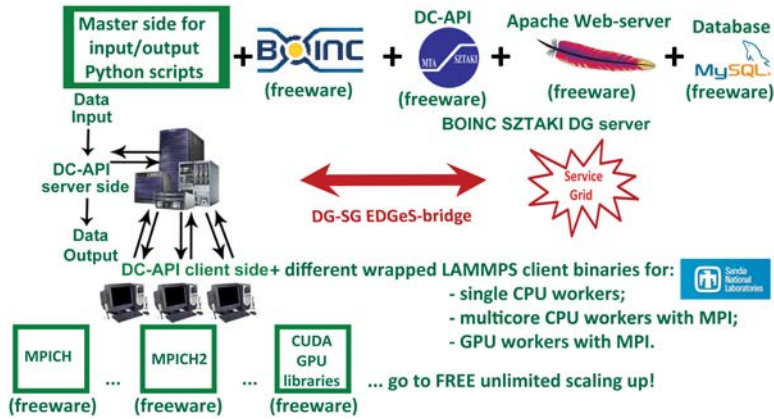 Master side for
input/output
Python scripts
+
BOINC
(freeware)
+
DC-API
MTA SZTAKI
(freeware)
+
Apache Web-server
(freeware)
+
Database
MySQL
(freeware)
BOINC SZTAKI DG server
Data
Input
DC-API
server side
Data
Output
DG-SG EDGeS-bridge
Service
Grid
DC-API client side + different wrapped LAMMPS client binaries for:
- single CPU workers;
- multicore CPU workers with MPI;
- GPU workers with MPI.
Sandia
National
Laboratories
MPICH
(freeware)
...
MPICH2
(freeware)
...
CUDA
GPU
libraries
(freeware)
... go to FREE unlimited scaling up!